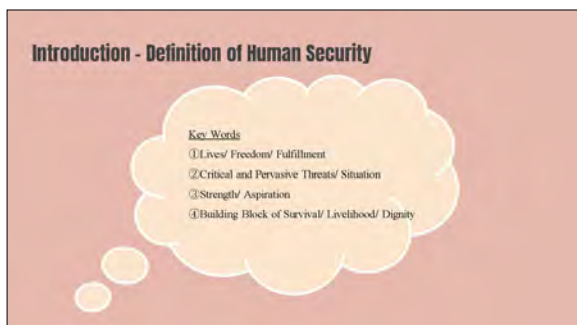 Introduction - Definition of Human Security
Key Words
①Lives/ Freedom/ Fulfillment
②Critical and Pervasive Threats/ Situation
③Strength/ Aspiration
④Building Block of Survival/ Livelihood/ Dignity